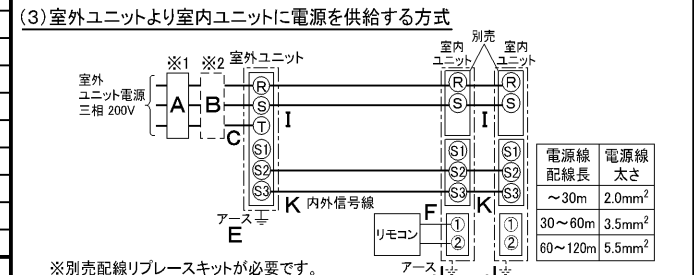 (3)室外ユニットより室内ユニットに電源を供給する方式
別売
※1 ※2 室外ユニット
室内
ユニット
室内
ユニット
室外
ユニット電源
三相 200V
A
B
C
R
S
T
S1
S2
S3
I
K 内外信号線
アース
E
R
S
S1
S2
S3
I
K
R
S
S1
S2
S3
F
リモコン
①
②
①
②
アース
電源線
配線長
電源線
太さ
~30m 2.0mm²
30~60m 3.5mm²
60~120m 5.5mm²
※別売配線リプレースキットが必要です。